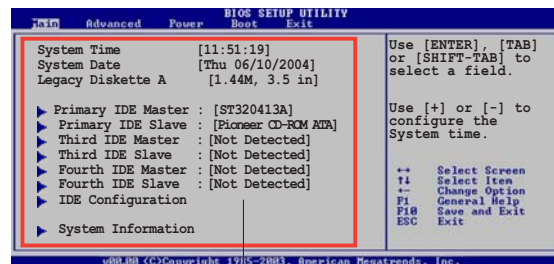 BIOS SETUP UTILITY
Main Advanced Power Boot Exit
System Time [11:51:19]
System Date [Thu 06/10/2004]
Legacy Diskette A [1.44M, 3.5 in]
Primary IDE Master : [ST320413A]
Primary IDE Slave : [Pioneer CD-ROM ATA]
Third IDE Master : [Not Detected]
Third IDE Slave : [Not Detected]
Fourth IDE Master : [Not Detected]
Fourth IDE Slave : [Not Detected]
IDE Configuration
System Information
Use [ENTER], [TAB]
or [SHIFT-TAB] to
select a field.
Use [+] or [-] to
configure the
System time.
↔ Select Screen
↑↓ Select Item
+- Change Option
F1 General Help
F10 Save and Exit
ESC Exit
v00.00 (C)Copyright 1985-2003, American Megatrends, Inc.